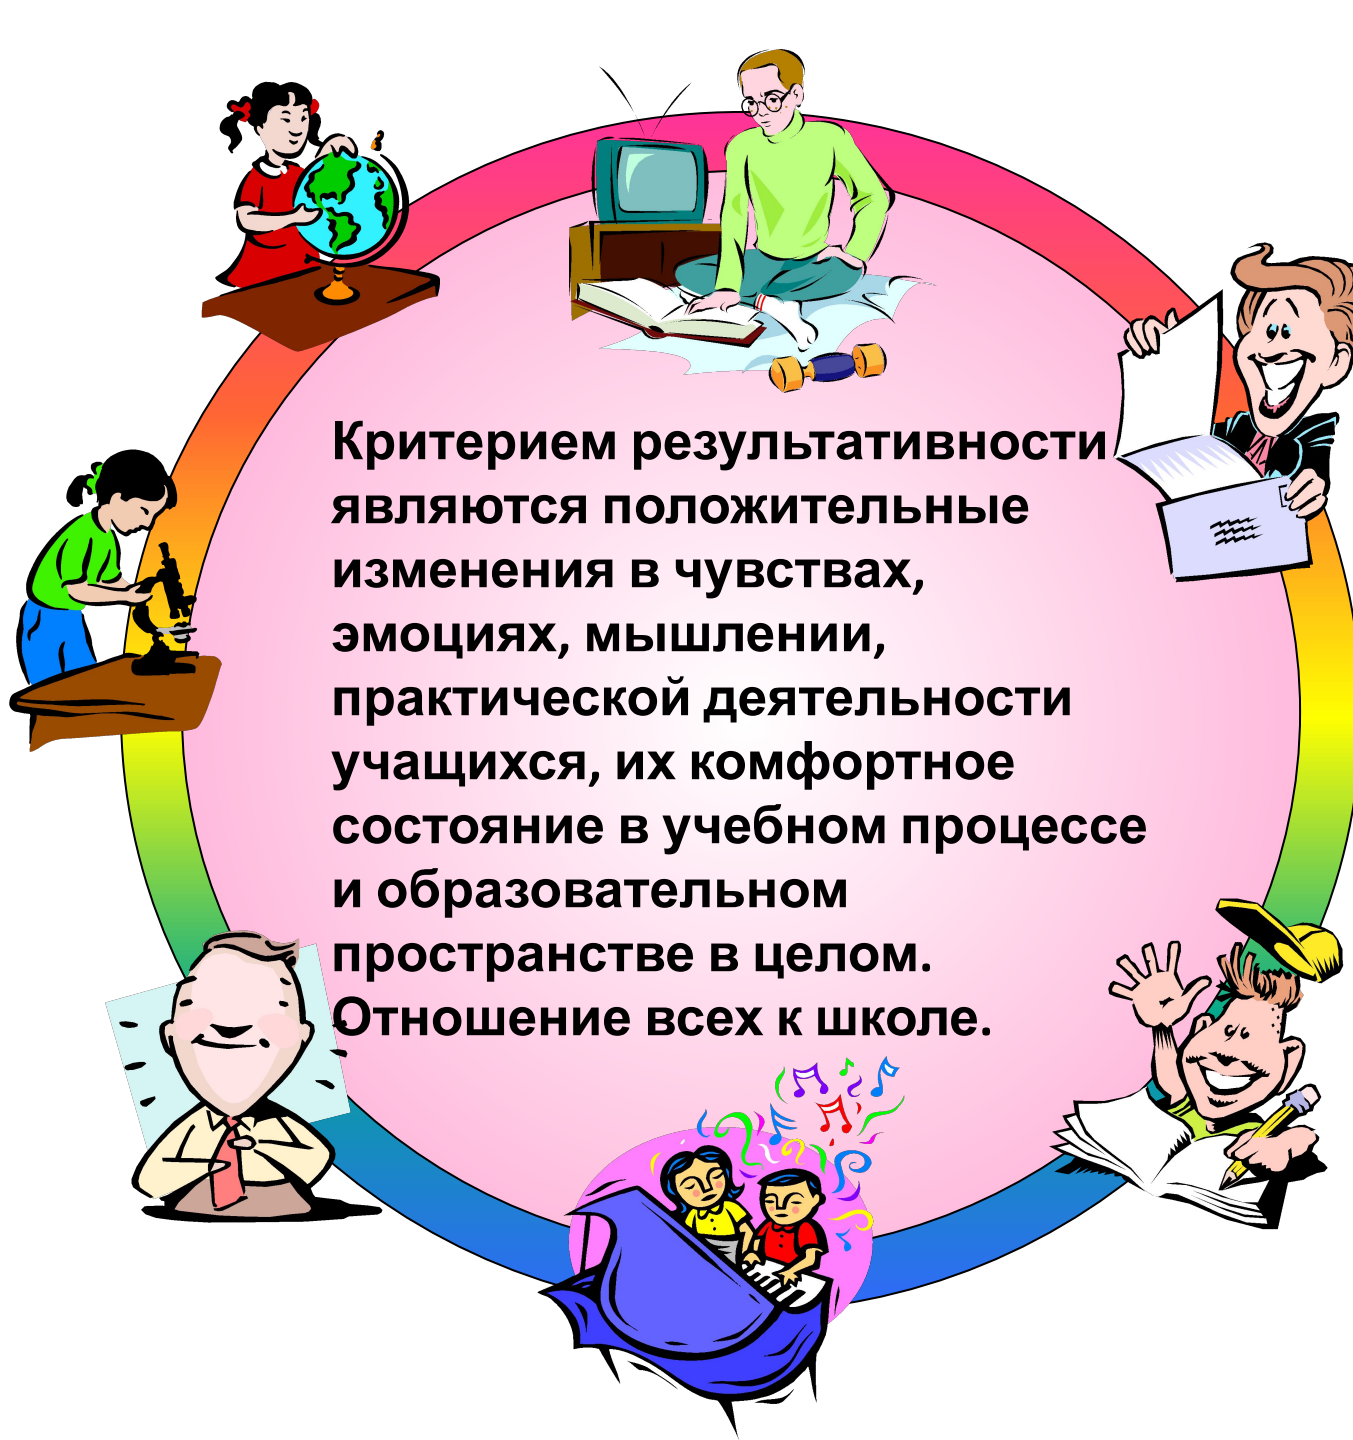 Критерием результативности
являются положительные
изменения в чувствах,
эмоциях, мышлении,
практической деятельности
учащихся, их комфортное
состояние в учебном процессе
и образовательном
пространстве в целом.
Отношение всех к школе.